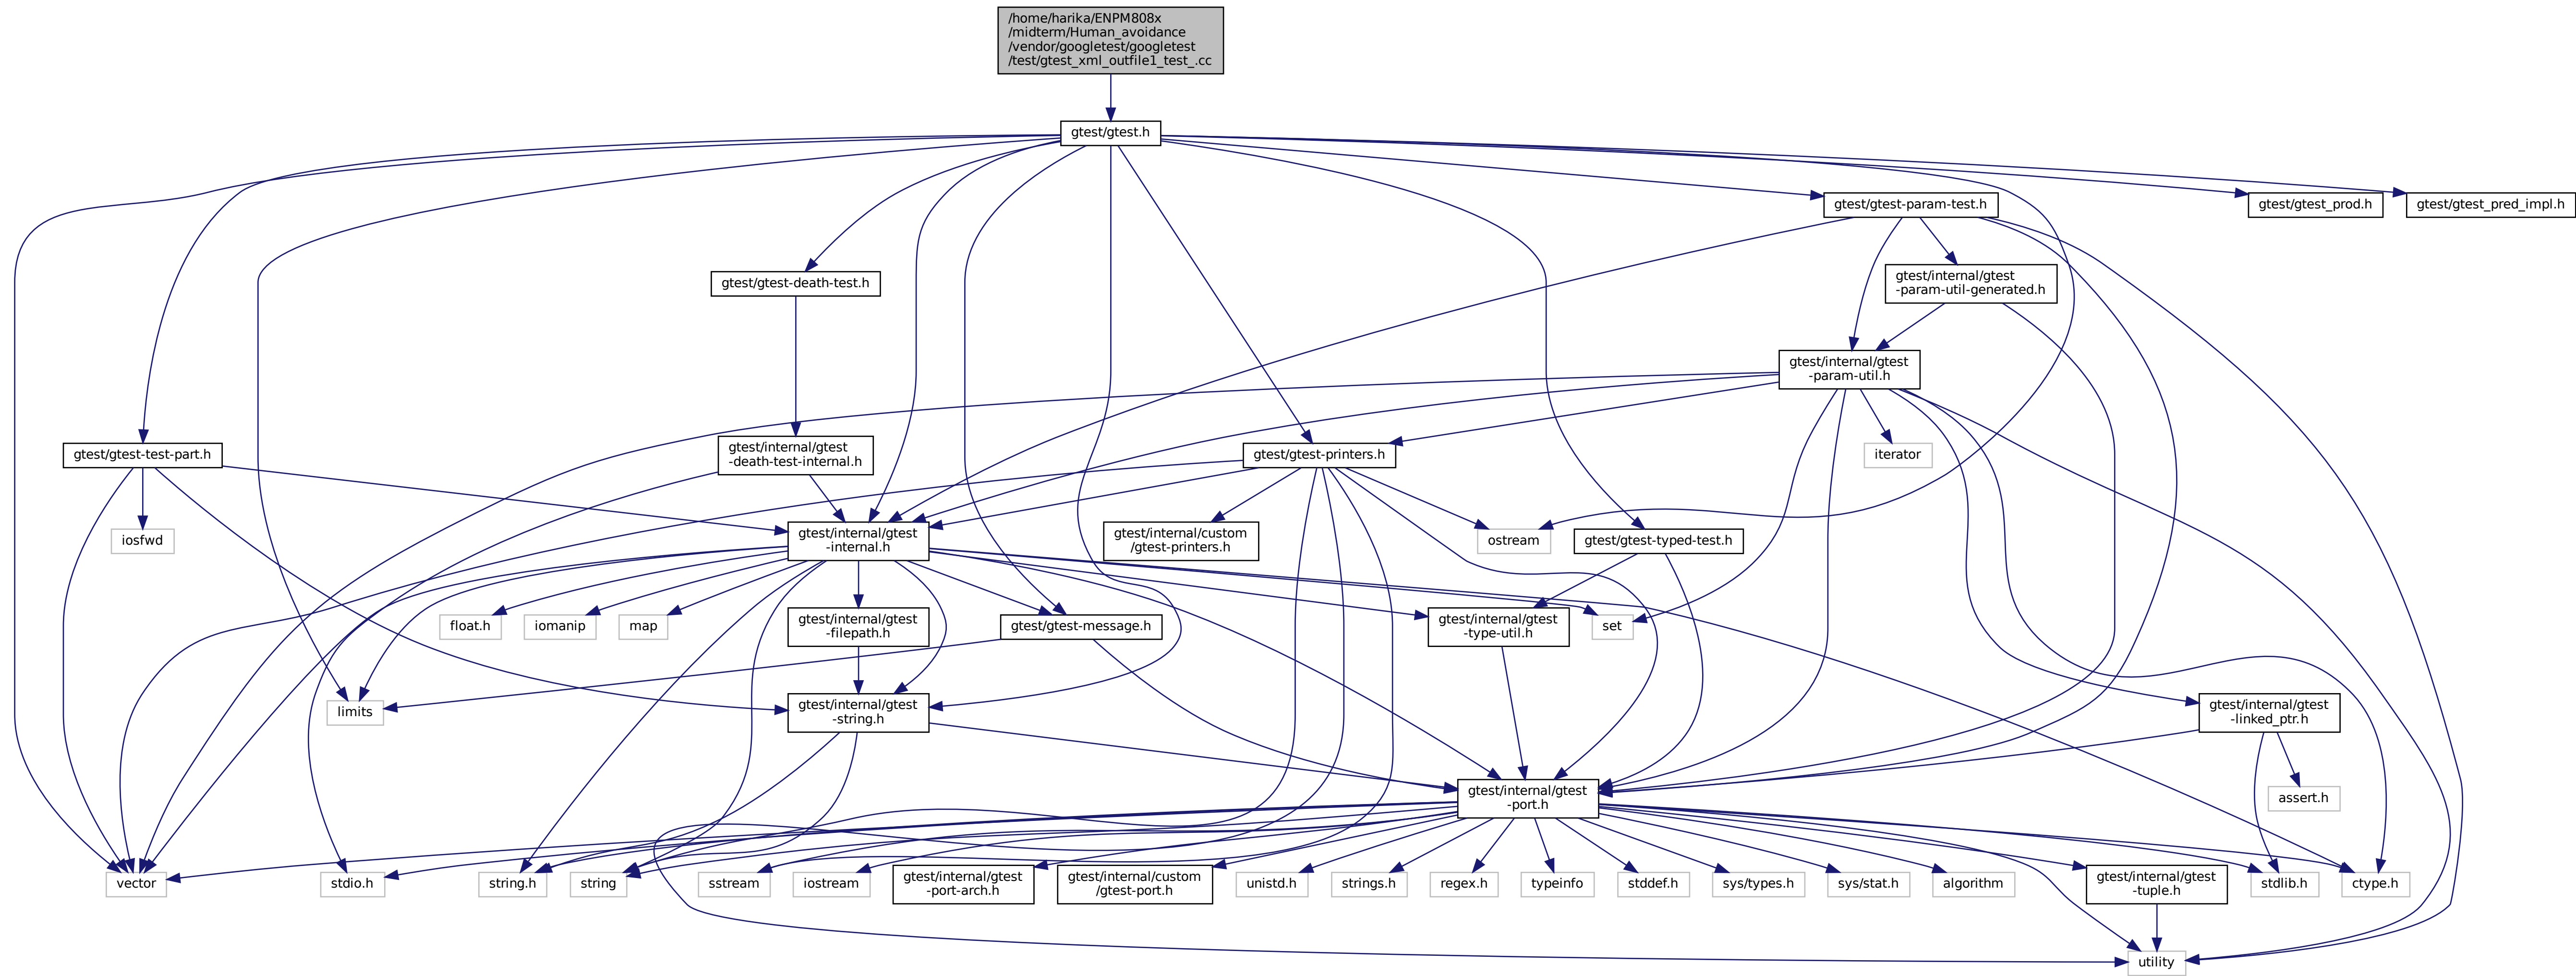 /home/harika/ENPM808x
/midterm/Human_avoidance
/vendor/googletest/googletest
/test/gtest_xml_outfile1_test_.cc
gtest/gtest.h
gtest/gtest-param-test.h
gtest/gtest_prod.h
gtest/gtest_pred_impl.h
gtest/gtest-death-test.h
gtest/internal/gtest
-param-util-generated.h
gtest/internal/gtest
-param-util.h
gtest/gtest-test-part.h
gtest/internal/gtest
-death-test-internal.h
gtest/gtest-printers.h
iterator
iosfwd
gtest/internal/gtest
-internal.h
gtest/internal/custom
/gtest-printers.h
ostream
gtest/gtest-typed-test.h
float.h
iomanip
map
gtest/internal/gtest
-filepath.h
gtest/gtest-message.h
gtest/internal/gtest
-type-util.h
set
limits
gtest/internal/gtest
-string.h
gtest/internal/gtest
-linked_ptr.h
gtest/internal/gtest
-port.h
assert.h
vector
stdio.h
string.h
string
sstream
iostream
gtest/internal/gtest
-port-arch.h
gtest/internal/custom
/gtest-port.h
unistd.h
strings.h
regex.h
typeinfo
stddef.h
sys/types.h
sys/stat.h
algorithm
gtest/internal/gtest
-tuple.h
stdlib.h
ctype.h
utility